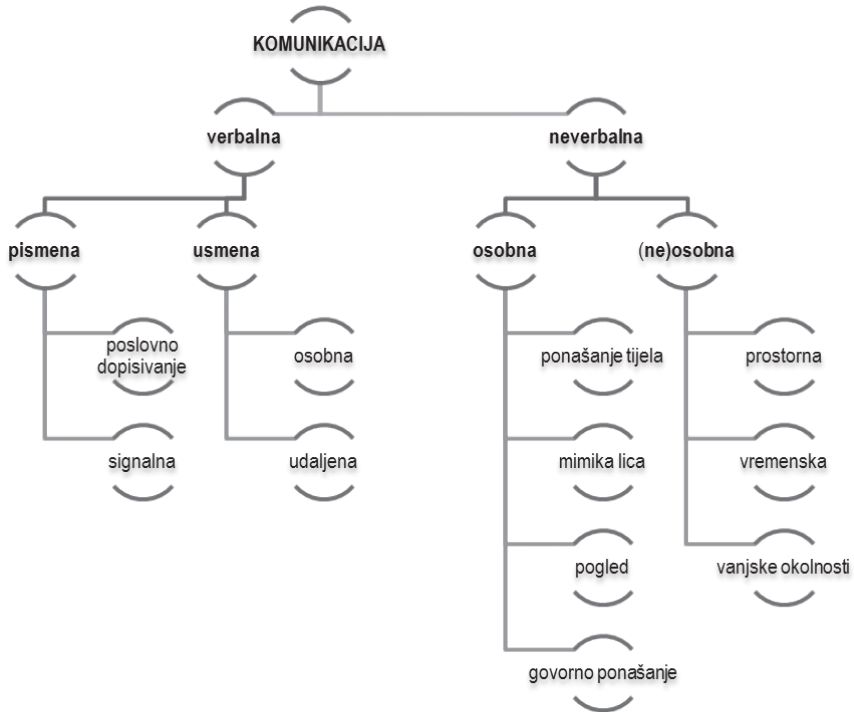 KOMUNIKACIJA
verbalna
neverbalna
pismena
usmena
osobna
(ne)osobna
poslovno
dopisivanje
osobna
ponašanje tijela
prostorna
signalna
udaljena
mimika lica
vremenska
pogled
vanjske okolnosti
govorno ponašanje